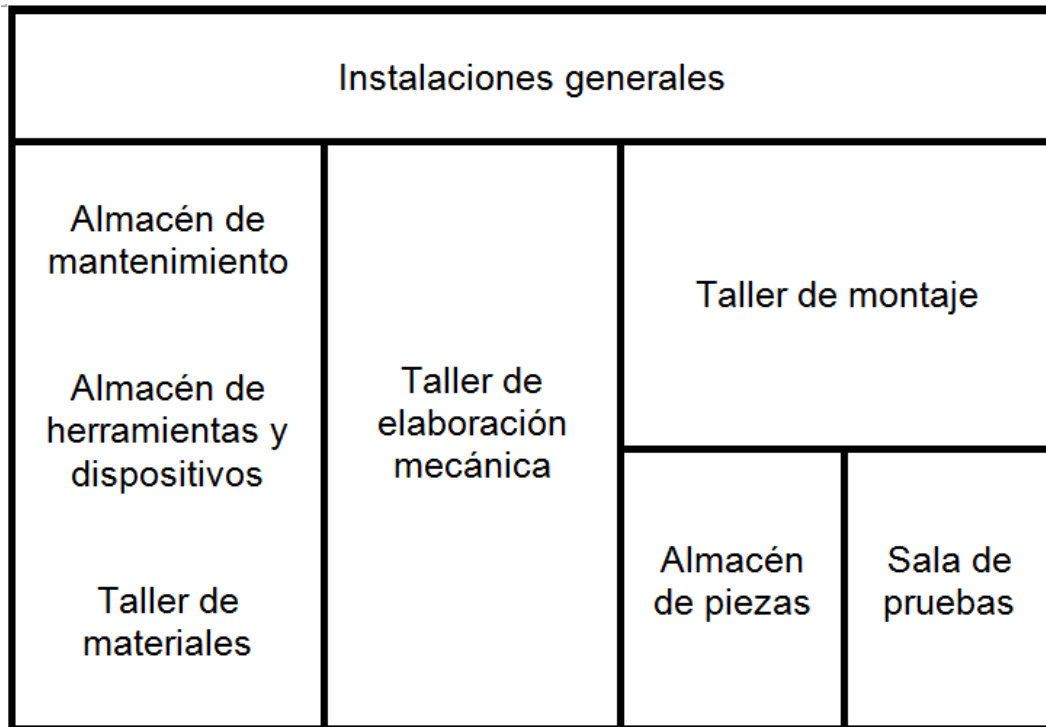 Instalaciones generales
Almacén de
mantenimiento
Almacén de
herramientas y
dispositivos
Taller de
materiales
Taller de
elaboración
mecánica
Taller de montaje
Almacén
de piezas
Sala de
pruebas